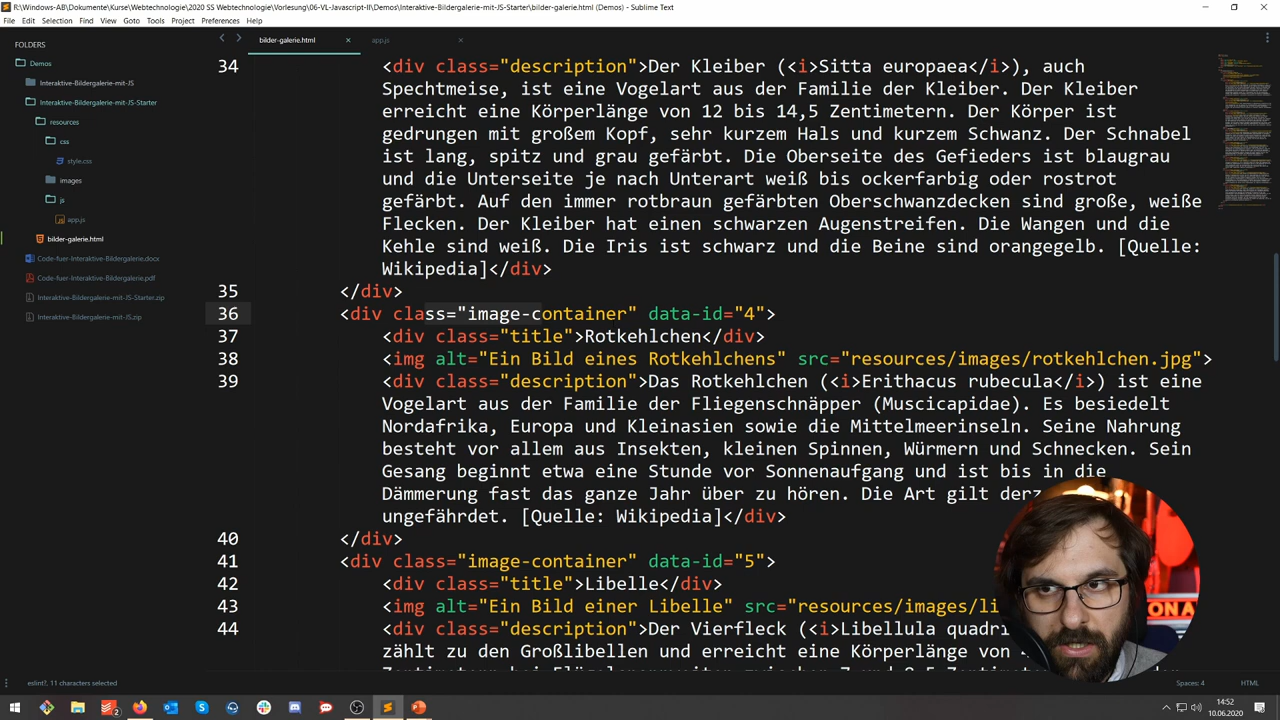 R:\Windows-AB\Dokumente\Kurse\Webtechnologie\2020 SS Webtechnologie\Vorlesung\06-VL-Javascript-II\Demos\Interaktive-Bildergalerie-mit-JS-Starter\bilder-galerie.html (Demos) - Sublime Text
File Edit Selection Find View Goto Tools Project Preferences Help
FOLDERS
Demos
Interaktive-Bildergalerie-mit-JS
Interaktive-Bildergalerie-mit-JS-Starter
resources
css
style.css
images
js
app.js
bilder-galerie.html
Code-fuer-Interaktive-Bildergalerie.docx
Code-fuer-Interaktive-Bildergalerie.pdf
Interaktive-Bildergalerie-mit-JS-Starter.zip
Interaktive-Bildergalerie-mit-JS.zip
bilder-galerie.html × app.js ×
34 <div class="description">Der Kleiber (<i>Sitta europaea</i>), auch
Spechtmeise, ist eine Vogelart aus der Familie der Kleiber. Der Kleiber
erreicht eine Körperlänge von 12 bis 14,5 Zentimetern. Der Körper ist
gedrungen mit großem Kopf, sehr kurzem Hals und kurzem Schwanz. Der Schnabel
ist lang, spitz und grau gefärbt. Die Oberseite des Gefieders ist blaugrau
und die Unterseite je nach Unterart weiß, ockerfarben oder rostrot
gefärbt. Auf den immer rotbraun gefärbten Oberschwanzdecken sind große, weiße
Flecken. Der Kleiber hat einen schwarzen Augenstreifen. Die Wangen und die
Kehle sind weiß. Die Iris ist schwarz und die Beine sind orangegelb. [Quelle:
Wikipedia]</div>
35 </div>
36 <div class="image-container" data-id="4">
37 <div class="title">Rotkehlchen</div>
38 <img alt="Ein Bild eines Rotkehlchens" src="resources/images/rotkehlchen.jpg">
39 <div class="description">Das Rotkehlchen (<i>Erithacus rubecula</i>) ist eine
Vogelart aus der Familie der Fliegenschnäpper (Muscicapidae). Es besiedelt
Nordafrika, Europa und Kleinasien sowie die Mittelmeerinseln. Seine Nahrung
besteht vor allem aus Insekten, kleinen Spinnen, Würmern und Schnecken. Sein
Gesang beginnt etwa eine Stunde vor Sonnenaufgang und ist bis in die
Dämmerung fast das ganze Jahr über zu hören. Die Art gilt derz
ungefährdet. [Quelle: Wikipedia]</div>
40 </div>
41 <div class="image-container" data-id="5">
42 <div class="title">Libelle</div>
43 <img alt="Ein Bild einer Libelle" src="resources/images/li
44 <div class="description">Der Vierfleck (<i>Libellula quadri
zählt zu den Großlibellen und erreicht eine Körperlänge von
eslint?, 11 characters selected
Spaces: 4 HTML
14:52
10.06.2020